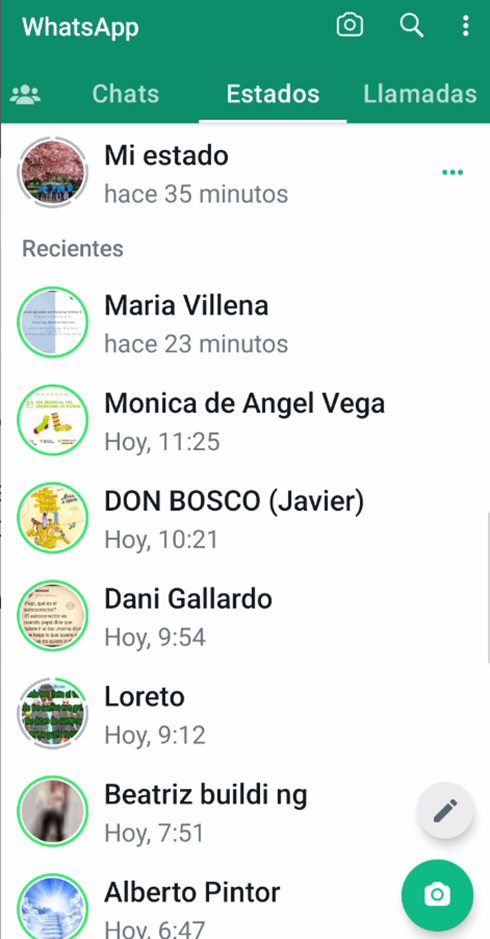 WhatsApp
Chats Estados Llamadas
Mi estado
hace 35 minutos
Recientes
Maria Villena
hace 23 minutos
Monica de Angel Vega
Hoy, 11:25
DON BOSCO (Javier)
Hoy, 10:21
Dani Gallardo
Hoy, 9:54
Loreto
Hoy, 9:12
Beatriz buildi ng
Hoy, 7:51
Alberto Pintor
Hoy, 6:47